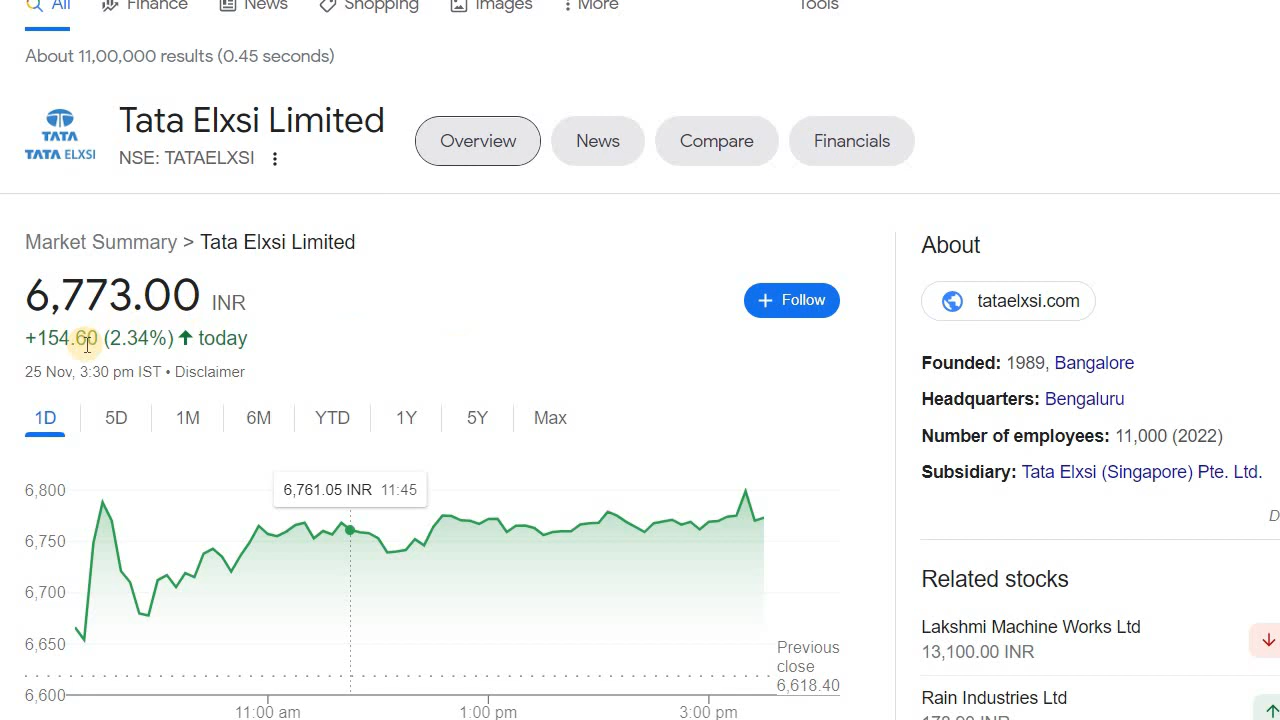 All
Finance
News
Shopping
Images
More
Tools
About 11,00,000 results (0.45 seconds)
TATA
TATA ELXSI
Tata Elxsi Limited
NSE: TATAELXSI
Overview
News
Compare
Financials
Market Summary > Tata Elxsi Limited
6,773.00 INR
Follow
+154.60 (2.34%) today
25 Nov, 3:30 pm IST • Disclaimer
1D
5D
1M
6M
YTD
1Y
5Y
Max
6,761.05 INR 11:45
6,800
6,750
6,700
6,650
6,600
Previous
close
6,618.40
11:00 am
1:00 pm
3:00 pm
About
tataelxsi.com
Founded: 1989, Bangalore
Headquarters: Bengaluru
Number of employees: 11,000 (2022)
Subsidiary: Tata Elxsi (Singapore) Pte. Ltd.
D
Related stocks
Lakshmi Machine Works Ltd
13,100.00 INR
Rain Industries Ltd
INR